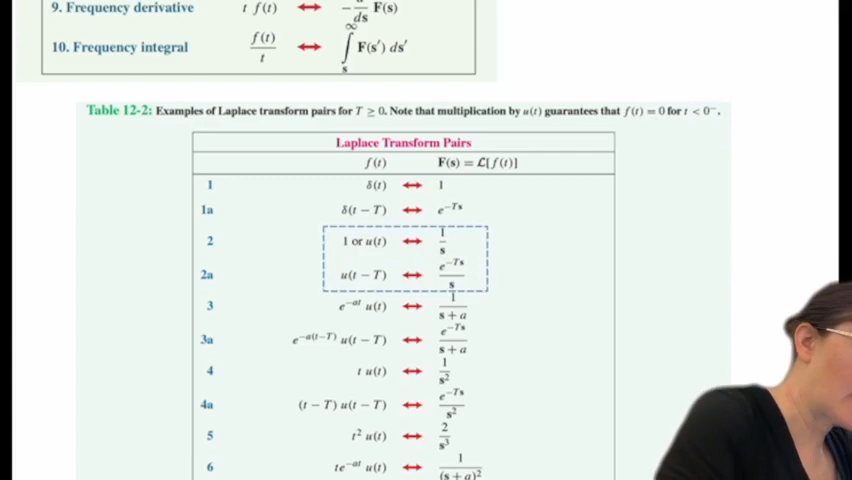 9. Frequency derivative t f(t) ↔ − d/ds F(s)
10. Frequency integral f(t)/t ↔ ∫_s^∞ F(s′) ds′
Table 12-2: Examples of Laplace transform pairs for T ≥ 0. Note that multiplication by u(t) guarantees that f(t) = 0 for t < 0⁻.
Laplace Transform Pairs
f(t) F(s) = ℒ[f(t)]
1 δ(t) ↔ 1
1a δ(t − T) ↔ e^{−Ts}
2 1 or u(t) ↔ 1/s
2a u(t − T) ↔ e^{−Ts}/s
3 e^{−at} u(t) ↔ 1/(s + a)
3a e^{−a(t−T)} u(t − T) ↔ e^{−Ts}/(s + a)
4 t u(t) ↔ 1/s²
4a (t − T) u(t − T) ↔ e^{−Ts}/s²
5 t² u(t) ↔ 2/s³
6 te^{−at} u(t) ↔ 1/(s + a)²